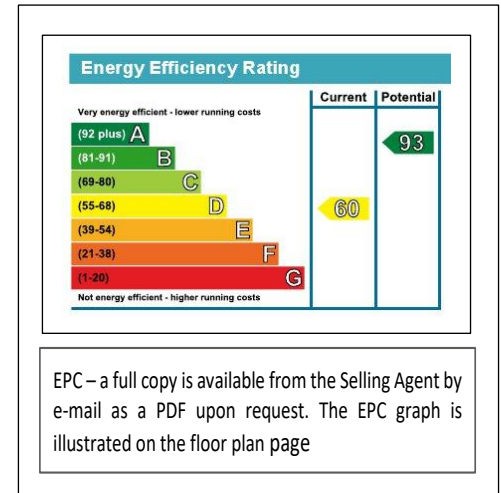 Energy Efficiency Rating
Current Potential
Very energy efficient - lower running costs
(92 plus) A
93
(81-91) B
(69-80) C
(55-68) D
60
(39-54) E
(21-38) F
(1-20) G
Not energy efficient - higher running costs
EPC – a full copy is available from the Selling Agent by
e-mail as a PDF upon request. The EPC graph is
illustrated on the floor plan page